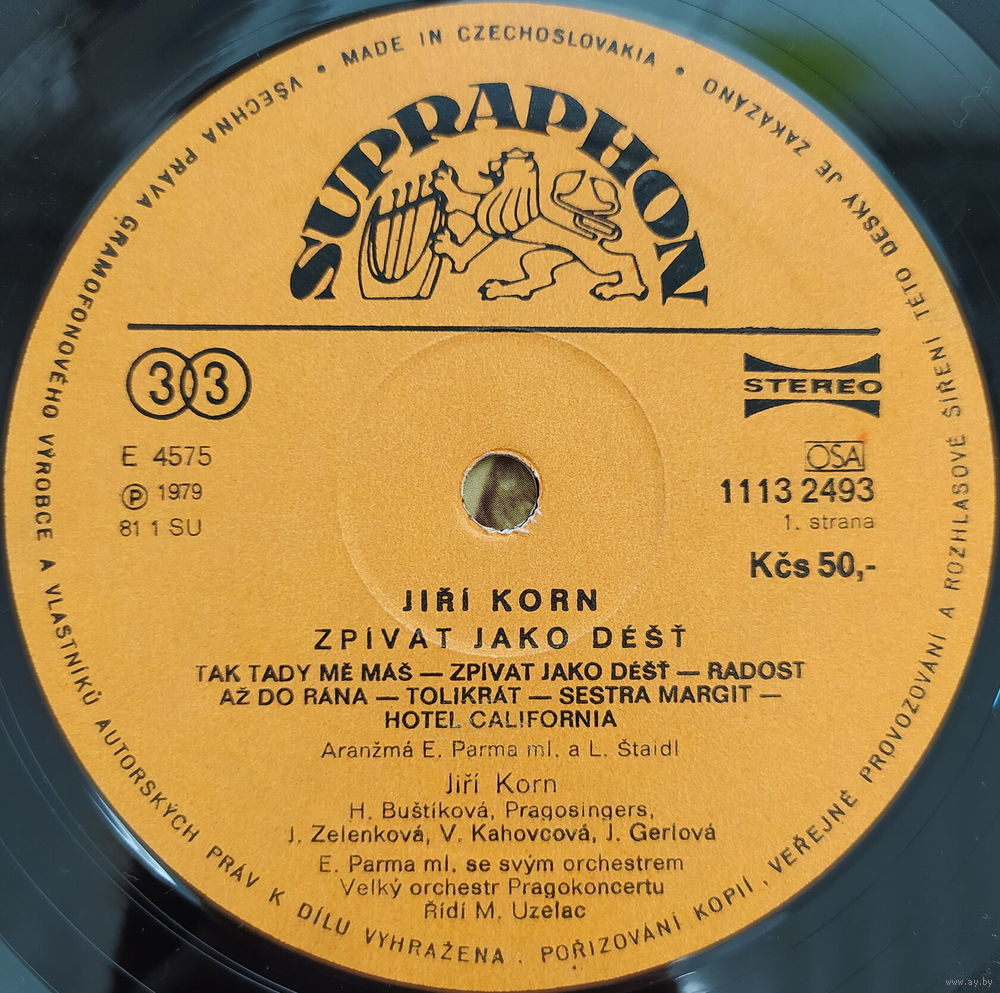 MADE IN CZECHOSLOVAKIA • VŠECHNA PRÁVA GRAMOFONOVÉHO VÝROBCE A VLASTNÍKŮ AUTORSKÝCH PRÁV K DÍLU VYHRAŽENA . POŘIZOVÁNÍ KOPIÍ , VEŘEJNÉ PROVOZOVÁNÍ A ROZHLASOVÉ ŠÍŘENÍ TÉTO DESKY JE ZAKÁZÁNO •
SUPRAPHON
33
STEREO
E 4575
Ⓟ 1979
81 1 SU
OSA
1113 2493
1. strana
Kčs 50,-
JIŘÍ KORN
ZPÍVAT JAKO DÉŠŤ
TAK TADY MĚ MÁŠ — ZPÍVAT JAKO DÉŠŤ — RADOST
AŽ DO RÁNA — TOLIKRÁT — SESTRA MARGIT —
HOTEL CALIFORNIA
Aranžmá E. Parma ml. a L. Štaidl
Jiří Korn
H. Buštíková, Pragosingers,
J. Zelenková, V. Kahovcová, J. Gerlová
E. Parma ml. se svým orchestrem
Velký orchestr Pragokoncertu
Řídí M. Uzelac
www.ay.by